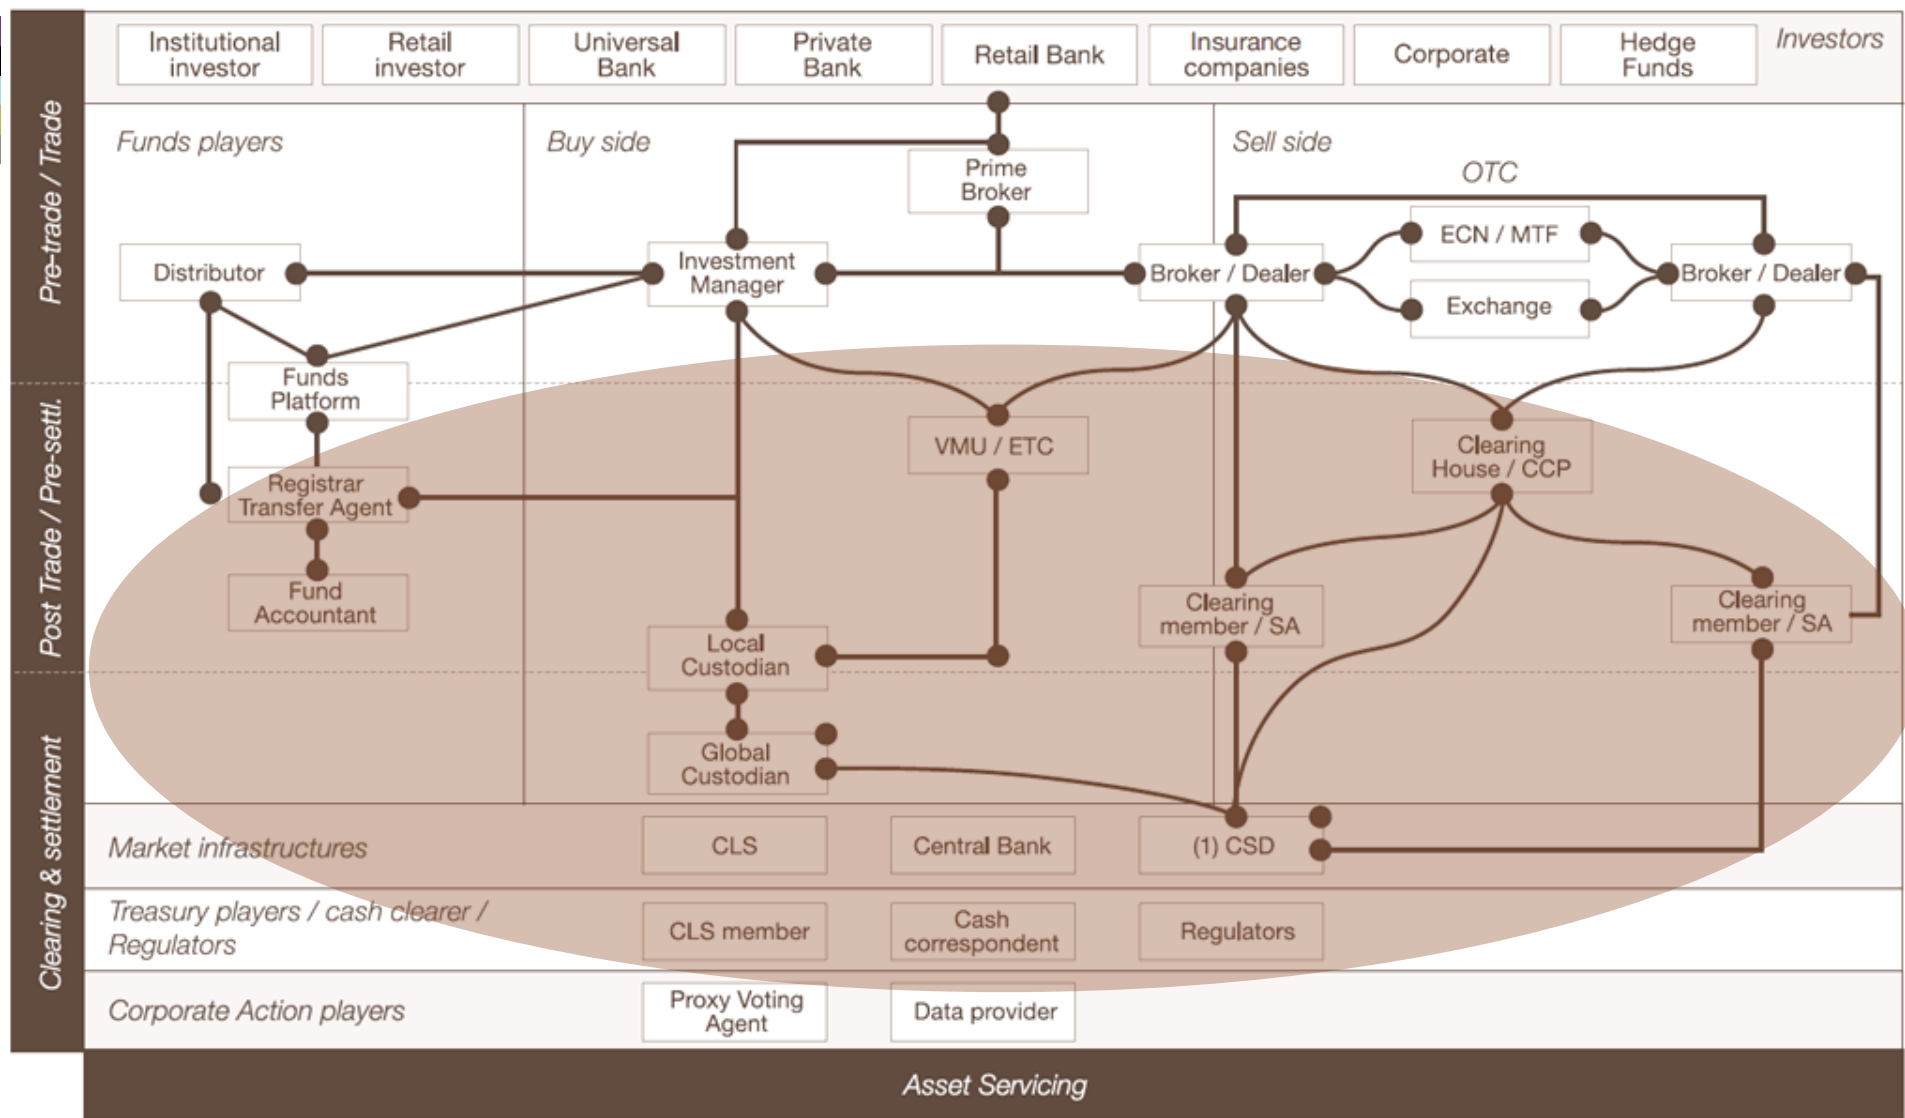 Institutional
investor
Retail
investor
Universal
Bank
Private
Bank
Retail Bank
Insurance
companies
Corporate
Hedge
Funds
Investors
Pre-trade / Trade
Funds players
Buy side
Sell side
OTC
Prime
Broker
Distributor
Investment
Manager
Broker / Dealer
ECN / MTF
Exchange
Broker / Dealer
Post Trade / Pre-settl.
Funds
Platform
VMU / ETC
Clearing
House / CCP
Registrar
Transfer Agent
Fund
Accountant
Local
Custodian
Clearing
member / SA
Clearing
member / SA
Clearing & settlement
Global
Custodian
Market infrastructures
CLS
Central Bank
(1) CSD
Treasury players / cash clearer /
Regulators
CLS member
Cash
correspondent
Regulators
Corporate Action players
Proxy Voting
Agent
Data provider
Asset Servicing